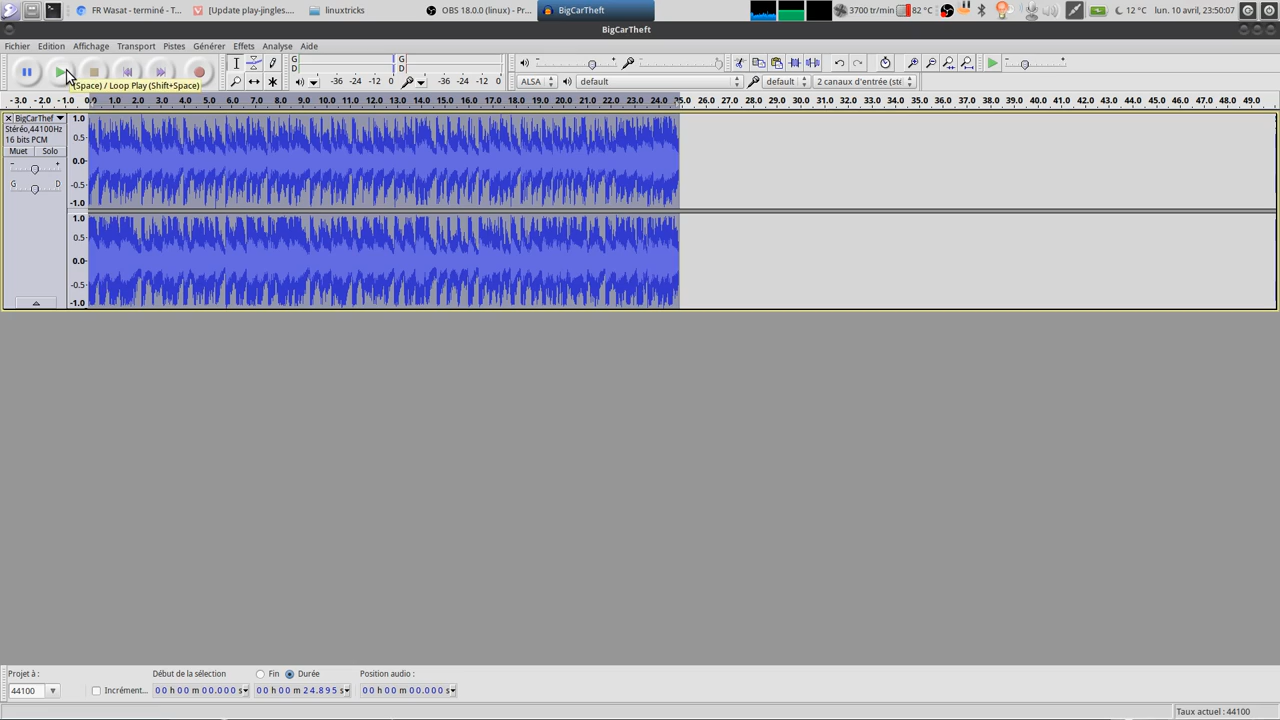 FR Wasat - terminé - T... [Update play-jingles.... linuxtricks OBS 18.0.0 (linux) - Pr... BigCarTheft 3700 tr/min 82 °C 12 °C lun. 10 avril, 23:50:07
BigCarTheft
Fichier Edition Affichage Transport Pistes Générer Effets Analyse Aide
G
D
-36 -24 -12 0
G
D
-36 -24 -12 0
ALSA default default 2 canaux d'entrée (sté
(Space) / Loop Play (Shift+Space)
-3.0 -2.0 -1.0 1.0 2.0 3.0 4.0 5.0 6.0 7.0 8.0 9.0 10.0 11.0 12.0 13.0 14.0 15.0 16.0 17.0 18.0 19.0 20.0 21.0 22.0 23.0 24.0 25.0 26.0 27.0 28.0 29.0 30.0 31.0 32.0 33.0 34.0 35.0 36.0 37.0 38.0 39.0 40.0 41.0 42.0 43.0 44.0 45.0 46.0 47.0 48.0 49.0
BigCarThef
Stéréo,44100Hz
16 bits PCM
Muet Solo
- +
G D
1.0
0.5
0.0
-0.5
-1.0
1.0
0.5
0.0
-0.5
-1.0
Projet à : Début de la sélection Fin Durée Position audio :
44100 Incrément... 00 h 00 m 00.000 s 00 h 00 m 24.895 s 00 h 00 m 00.000 s
Taux actuel : 44100